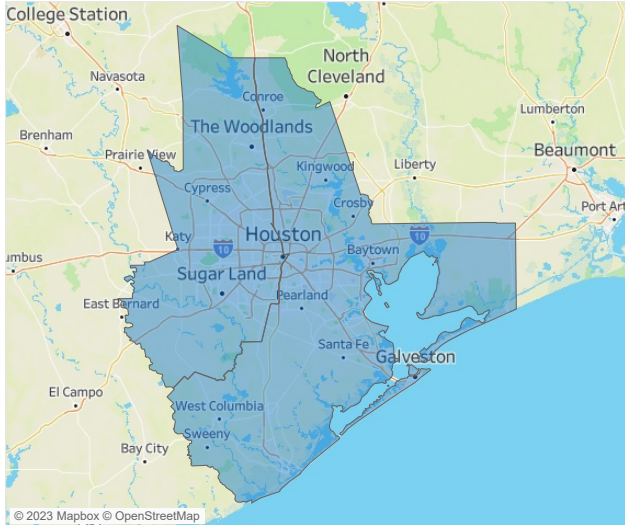 College Station
North
Cleveland
Navasota
Conroe
Lumberton
The Woodlands
Brenham
Beaumont
Prairie View
Kingwood
Liberty
Cypress
Crosby
Port Art
Katy
Houston
10
10
umbus
Baytown
Sugar Land
East Bernard
Pearland
Santa Fe
Galveston
El Campo
West Columbia
Sweeny
Bay City
© 2023 Mapbox © OpenStreetMap